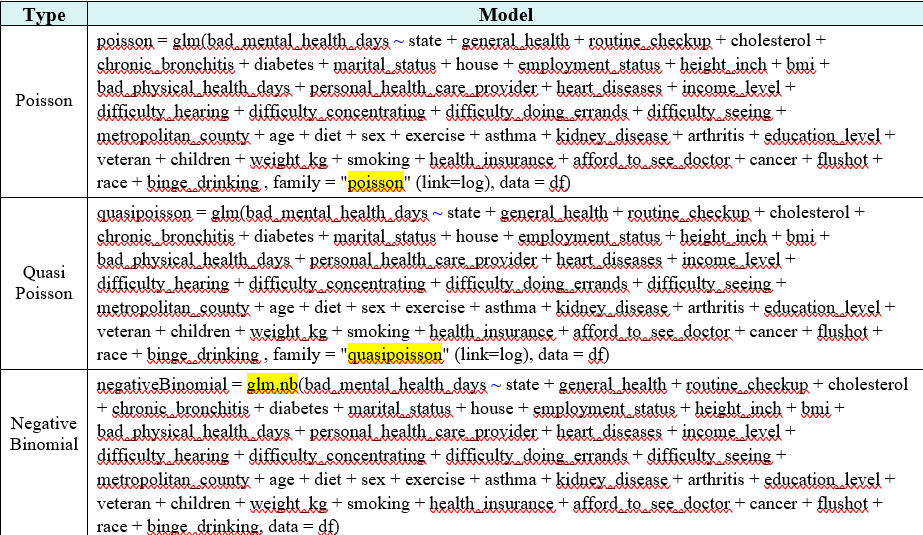 Type Model
Poisson
poisson = glm(bad_mental_health_days ~ state + general_health + routine_checkup + cholesterol +
chronic_bronchitis + diabetes + marital_status + house + employment_status + height_inch + bmi +
bad_physical_health_days + personal_health_care_provider + heart_diseases + income_level +
difficulty_hearing + difficulty_concentrating + difficulty_doing_errands + difficulty_seeing +
metropolitan_county + age + diet + sex + exercise + asthma + kidney_disease + arthritis + education_level +
veteran + children + weight_kg + smoking + health_insurance + afford_to_see_doctor + cancer + flushot +
race + binge_drinking , family = "poisson" (link=log), data = df)
Quasi
Poisson
quasipoisson = glm(bad_mental_health_days ~ state + general_health + routine_checkup + cholesterol +
chronic_bronchitis + diabetes + marital_status + house + employment_status + height_inch + bmi +
bad_physical_health_days + personal_health_care_provider + heart_diseases + income_level +
difficulty_hearing + difficulty_concentrating + difficulty_doing_errands + difficulty_seeing +
metropolitan_county + age + diet + sex + exercise + asthma + kidney_disease + arthritis + education_level +
veteran + children + weight_kg + smoking + health_insurance + afford_to_see_doctor + cancer + flushot +
race + binge_drinking , family = "quasipoisson" (link=log), data = df)
Negative
Binomial
negativeBinomial = glm.nb(bad_mental_health_days ~ state + general_health + routine_checkup + cholesterol
+ chronic_bronchitis + diabetes + marital_status + house + employment_status + height_inch + bmi +
bad_physical_health_days + personal_health_care_provider + heart_diseases + income_level +
difficulty_hearing + difficulty_concentrating + difficulty_doing_errands + difficulty_seeing +
metropolitan_county + age + diet + sex + exercise + asthma + kidney_disease + arthritis + education_level +
veteran + children + weight_kg + smoking + health_insurance + afford_to_see_doctor + cancer + flushot +
race + binge_drinking, data = df)